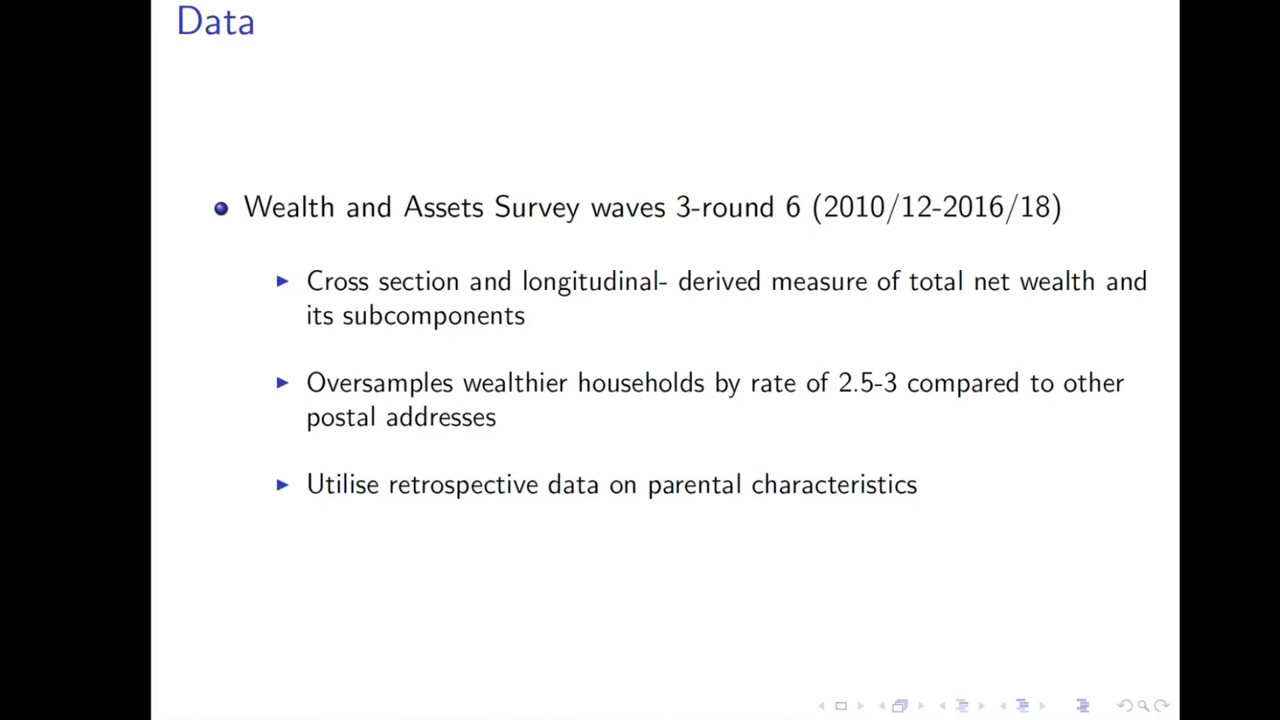 Data
Wealth and Assets Survey waves 3-round 6 (2010/12-2016/18)
Cross section and longitudinal- derived measure of total net wealth and
its subcomponents
Oversamples wealthier households by rate of 2.5-3 compared to other
postal addresses
Utilise retrospective data on parental characteristics